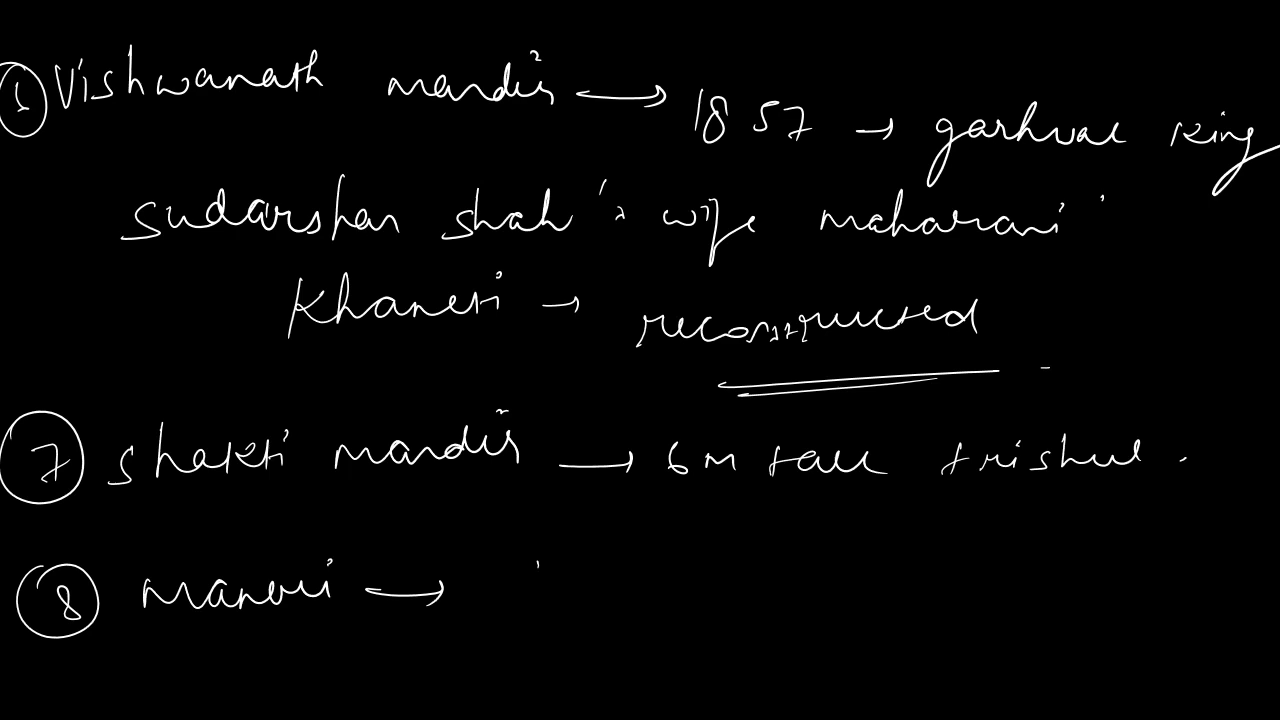 6 Vishwanath mandir → 1857 → garhwal king
sudarshan shah's wife maharani
Khaneti → reconstructed
7 shakti mandir → 6m tall trishul.
8 maneri →